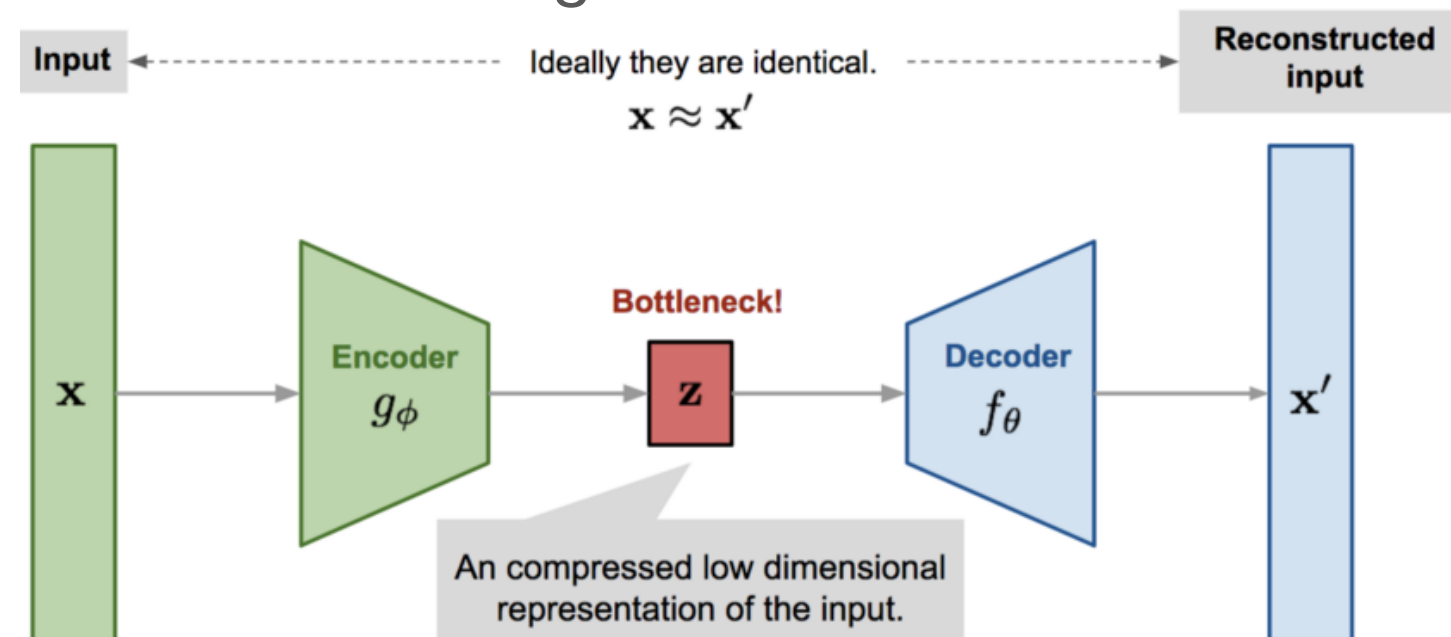 g
Input
Ideally they are identical.
Reconstructed
input
x ≈ x′
Bottleneck!
x
Encoder
gϕ
z
Decoder
fθ
x′
An compressed low dimensional
representation of the input.